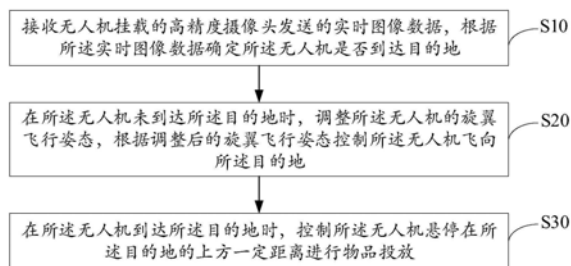 接收无人机挂载的高精度摄像头发送的实时图像数据，根据
所述实时图像数据确定所述无人机是否到达目的地
S10
在所述无人机未到达所述目的地时，调整所述无人机的旋翼
飞行姿态，根据调整后的旋翼飞行姿态控制所述无人机飞向
所述目的地
S20
在所述无人机到达所述目的地时，控制所述无人机悬停在所
述目的地的上方一定距离进行物品投放
S30